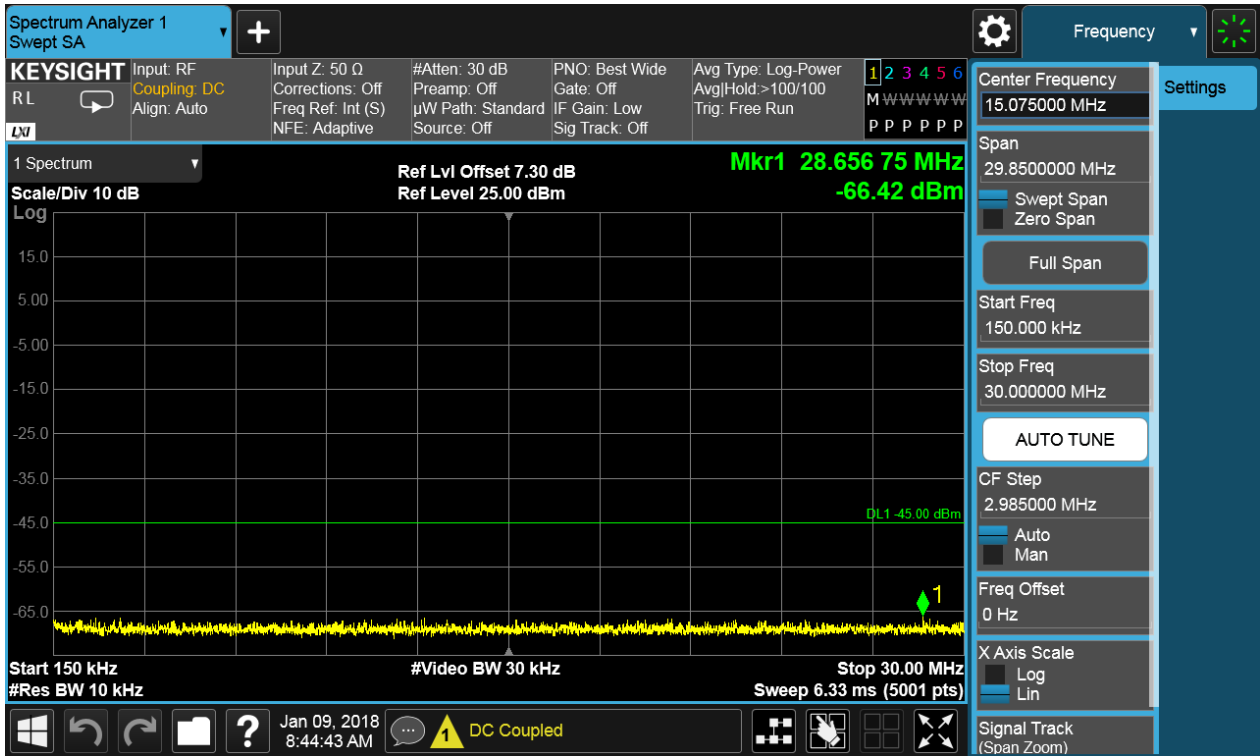 Spectrum Analyzer 1
Swept SA
Frequency
KEYSIGHT
RL
LXI
Input: RF
Coupling: DC
Align: Auto
Input Z: 50 Ω
Corrections: Off
Freq Ref: Int (S)
NFE: Adaptive
#Atten: 30 dB
Preamp: Off
µW Path: Standard
Source: Off
PNO: Best Wide
Gate: Off
IF Gain: Low
Sig Track: Off
Avg Type: Log-Power
Avg|Hold:>100/100
Trig: Free Run
1 2 3 4 5 6
M W W W W W
P P P P P P
1 Spectrum
Scale/Div 10 dB
Log
Ref Lvl Offset 7.30 dB
Ref Level 25.00 dBm
Mkr1 28.656 75 MHz
-66.42 dBm
15.0
5.00
-5.00
-15.0
-25.0
-35.0
-45.0
-55.0
-65.0
DL1 -45.00 dBm
1
Start 150 kHz
#Res BW 10 kHz
#Video BW 30 kHz
Stop 30.00 MHz
Sweep 6.33 ms (5001 pts)
Center Frequency
15.075000 MHz
Span
29.8500000 MHz
Swept Span
Zero Span
Full Span
Start Freq
150.000 kHz
Stop Freq
30.000000 MHz
AUTO TUNE
CF Step
2.985000 MHz
Auto
Man
Freq Offset
0 Hz
X Axis Scale
Log
Lin
Signal Track
(Span Zoom)
Settings
?
Jan 09, 2018
8:44:43 AM
1
DC Coupled